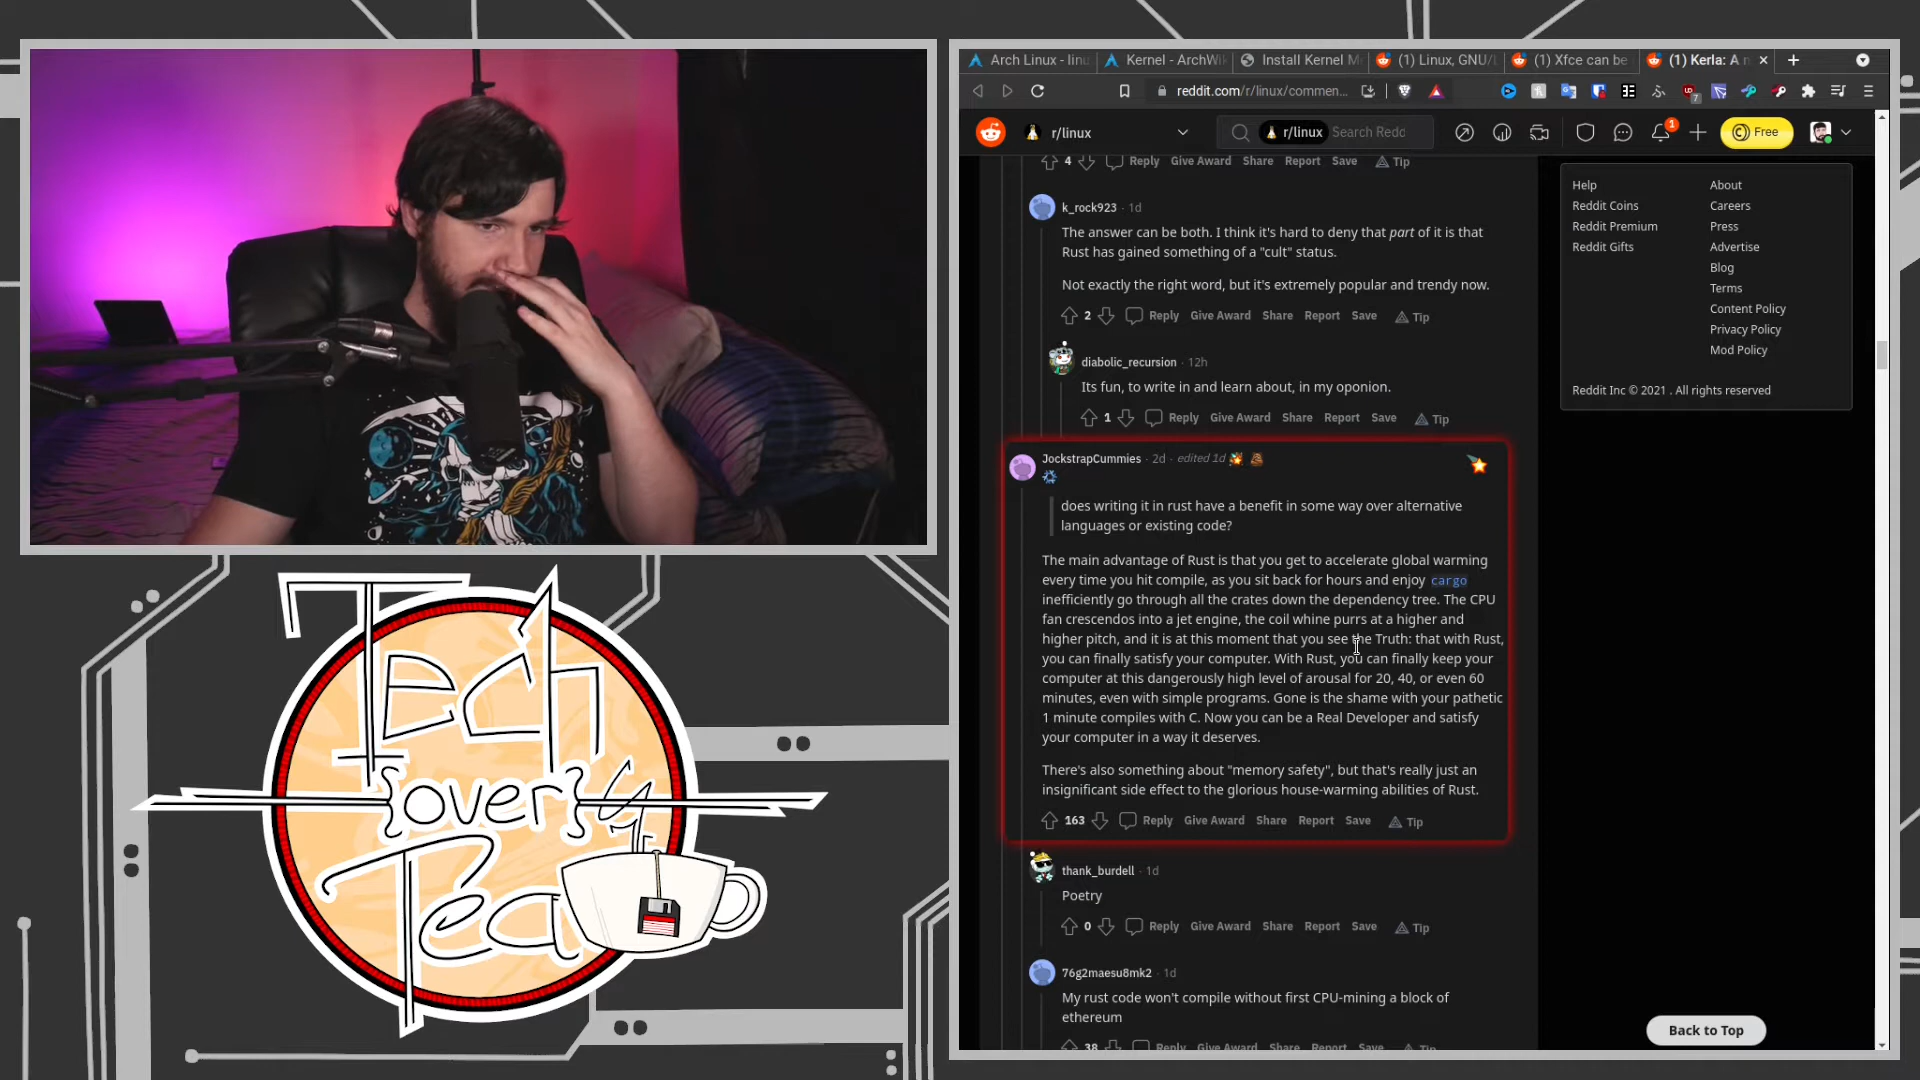 Arch Linux - linu
Kernel - ArchWik
Install Kernel M
(1) Linux, GNU/L
(1) Xfce can be
(1) Kerla: A n
reddit.com/r/linux/commen...
7
r/linux
r/linux Search Redd
1
Free
4 Reply Give Award Share Report Save Tip
k_rock923 · 1d
The answer can be both. I think it's hard to deny that part of it is that
Rust has gained something of a "cult" status.
Not exactly the right word, but it's extremely popular and trendy now.
2 Reply Give Award Share Report Save Tip
diabolic_recursion · 12h
Its fun, to write in and learn about, in my oponion.
1 Reply Give Award Share Report Save Tip
JockstrapCummies · 2d · edited 1d
does writing it in rust have a benefit in some way over alternative
languages or existing code?
The main advantage of Rust is that you get to accelerate global warming
every time you hit compile, as you sit back for hours and enjoy cargo
inefficiently go through all the crates down the dependency tree. The CPU
fan crescendos into a jet engine, the coil whine purrs at a higher and
higher pitch, and it is at this moment that you see the Truth: that with Rust,
you can finally satisfy your computer. With Rust, you can finally keep your
computer at this dangerously high level of arousal for 20, 40, or even 60
minutes, even with simple programs. Gone is the shame with your pathetic
1 minute compiles with C. Now you can be a Real Developer and satisfy
your computer in a way it deserves.
There's also something about "memory safety", but that's really just an
insignificant side effect to the glorious house-warming abilities of Rust.
163 Reply Give Award Share Report Save Tip
thank_burdell · 1d
Poetry
0 Reply Give Award Share Report Save Tip
76g2maesu8mk2 · 1d
My rust code won't compile without first CPU-mining a block of
ethereum
38 Reply Give Award Share Report Save Tip
Help
About
Reddit Coins
Careers
Reddit Premium
Press
Reddit Gifts
Advertise
Blog
Terms
Content Policy
Privacy Policy
Mod Policy
Reddit Inc © 2021 . All rights reserved
Back to Top
Tech
{over}
Tea